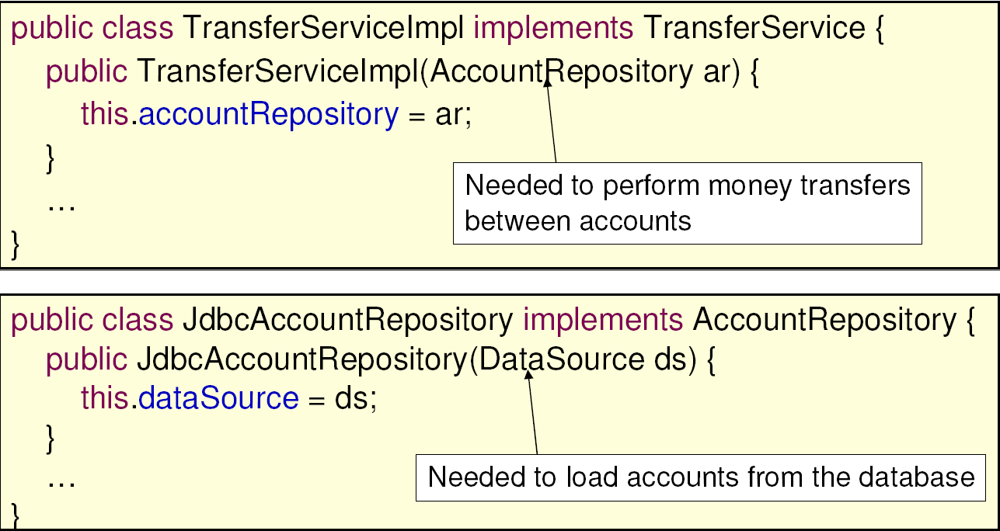 public class TransferServiceImpl implements TransferService {
public TransferServiceImpl(AccountRepository ar) {
this.accountRepository = ar;
}
Needed to perform money transfers
between accounts
…
}
public class JdbcAccountRepository implements AccountRepository {
public JdbcAccountRepository(DataSource ds) {
this.dataSource = ds;
}
Needed to load accounts from the database
…
}